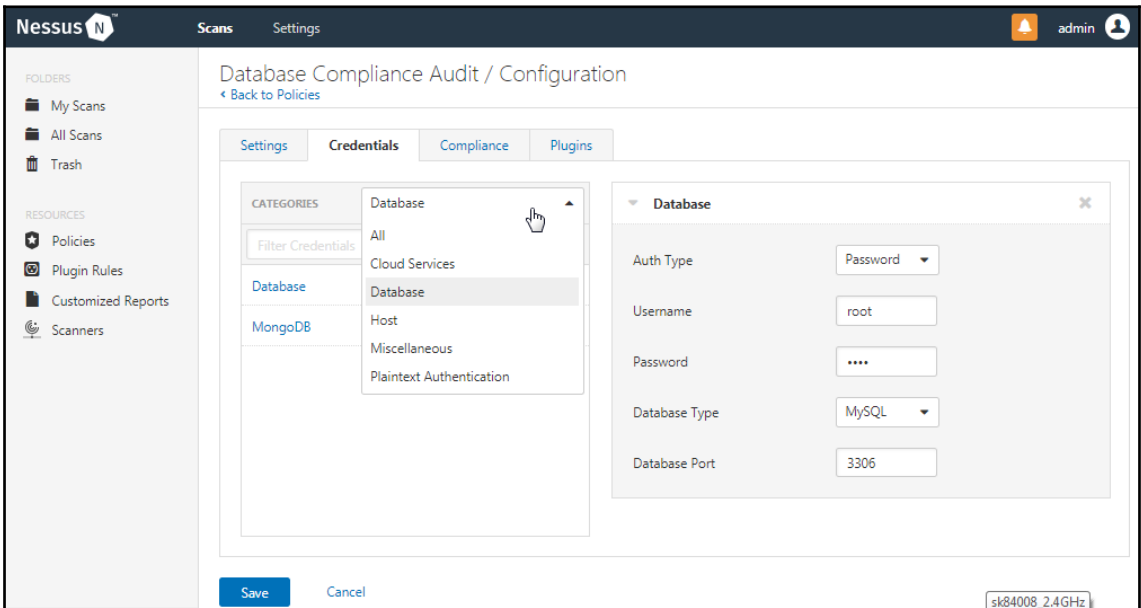 Nessus N ™
Scans Settings
admin
FOLDERS
My Scans
All Scans
Trash
RESOURCES
Policies
Plugin Rules
Customized Reports
Scanners
Database Compliance Audit / Configuration
Back to Policies
Settings Credentials Compliance Plugins
CATEGORIES Database
Filter Credentials
Database
MongoDB
All
Cloud Services
Database
Host
Miscellaneous
Plaintext Authentication
Database
Auth Type Password
Username root
Password ••••
Database Type MySQL
Database Port 3306
Save Cancel
sk84008_2.4GHz